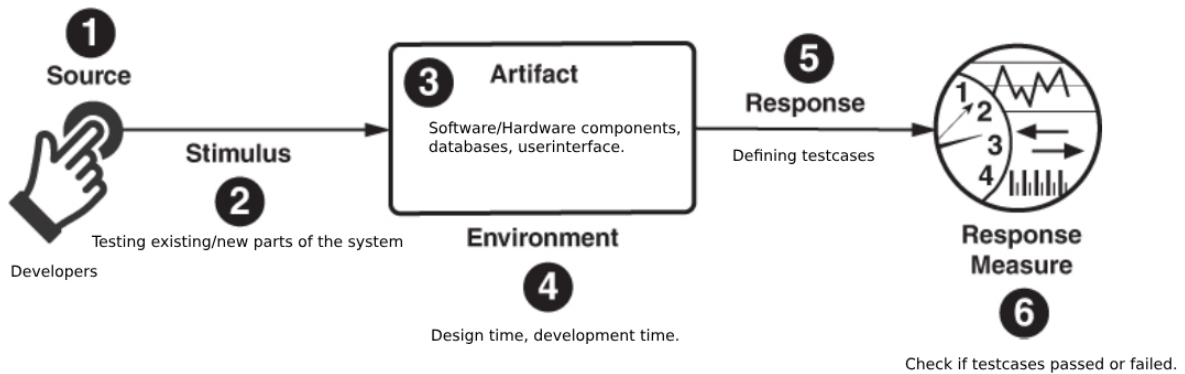 1
Source
Stimulus
2
Testing existing/new parts of the system
Developers
3
Artifact
Software/Hardware components,
databases, userinterface.
Environment
4
Design time, development time.
5
Response
Defining testcases
1
2
3
4
Response
Measure
6
Check if testcases passed or failed.